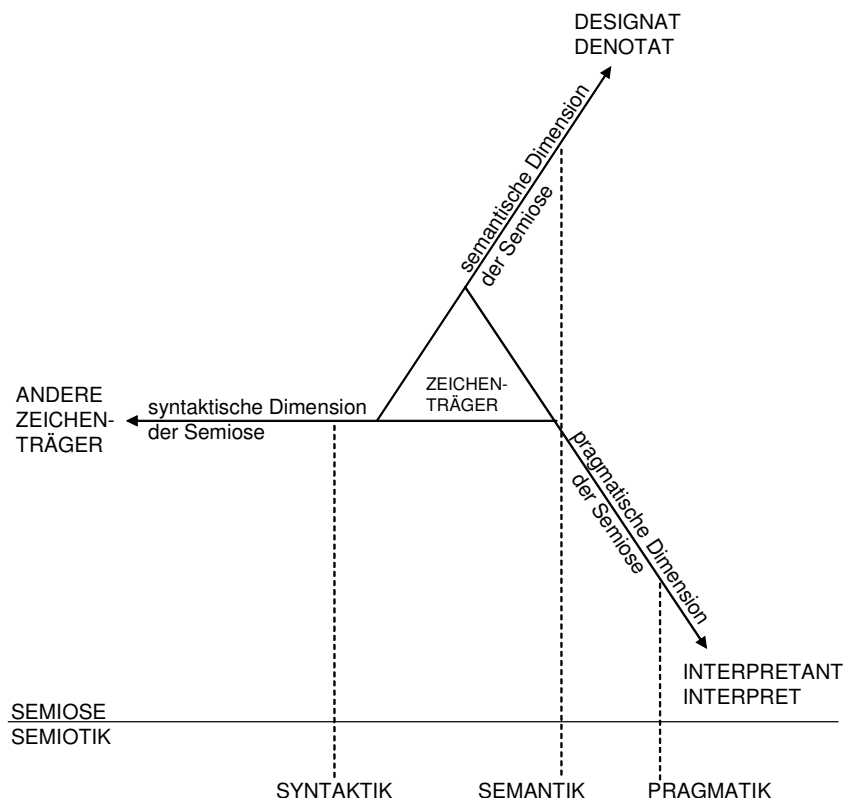 DESIGNAT
DENOTAT
semantische Dimension
der Semiose
ZEICHEN-
TRÄGER
ANDERE
ZEICHEN-
TRÄGER
syntaktische Dimension
der Semiose
pragmatische Dimension
der Semiose
INTERPRETANT
INTERPRET
SEMIOSE
SEMIOTIK
SYNTAKTIK
SEMANTIK
PRAGMATIK